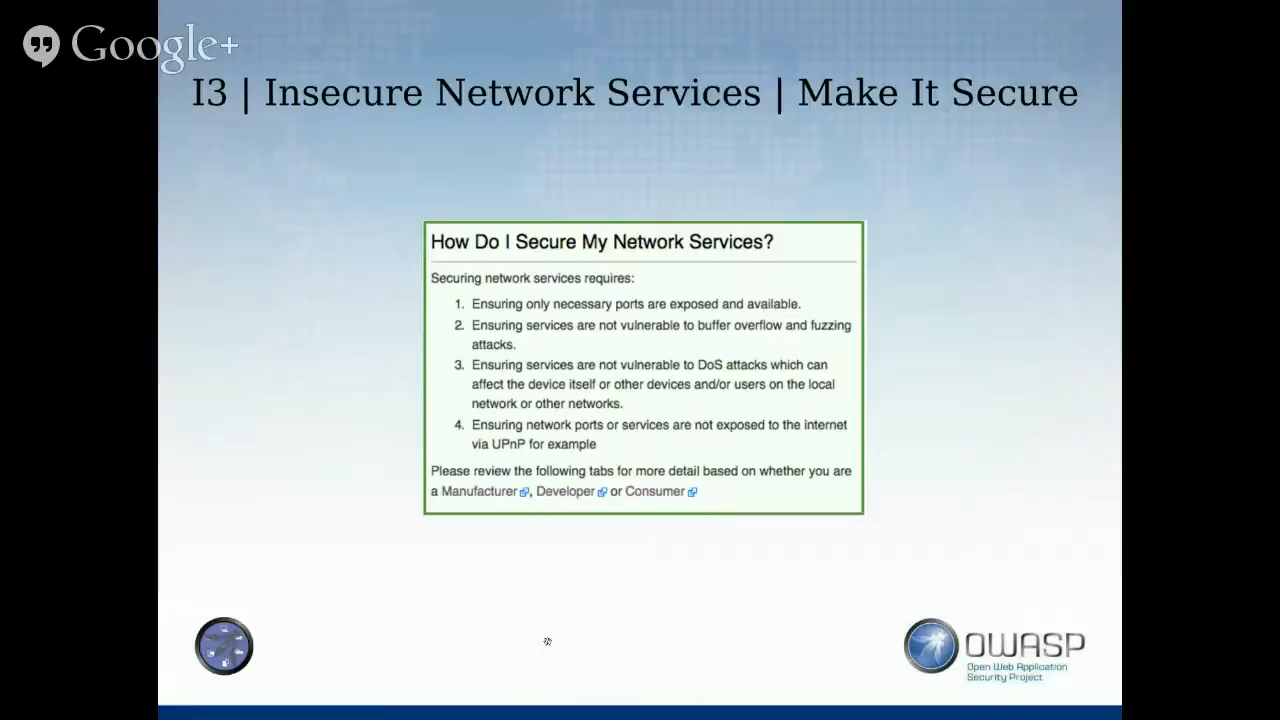 Google+
I3 | Insecure Network Services | Make It Secure
How Do I Secure My Network Services?
Securing network services requires:
1. Ensuring only necessary ports are exposed and available.
2. Ensuring services are not vulnerable to buffer overflow and fuzzing
attacks.
3. Ensuring services are not vulnerable to DoS attacks which can
affect the device itself or other devices and/or users on the local
network or other networks.
4. Ensuring network ports or services are not exposed to the internet
via UPnP for example
Please review the following tabs for more detail based on whether you are
a Manufacturer, Developer or Consumer
OWASP
Open Web Application
Security Project